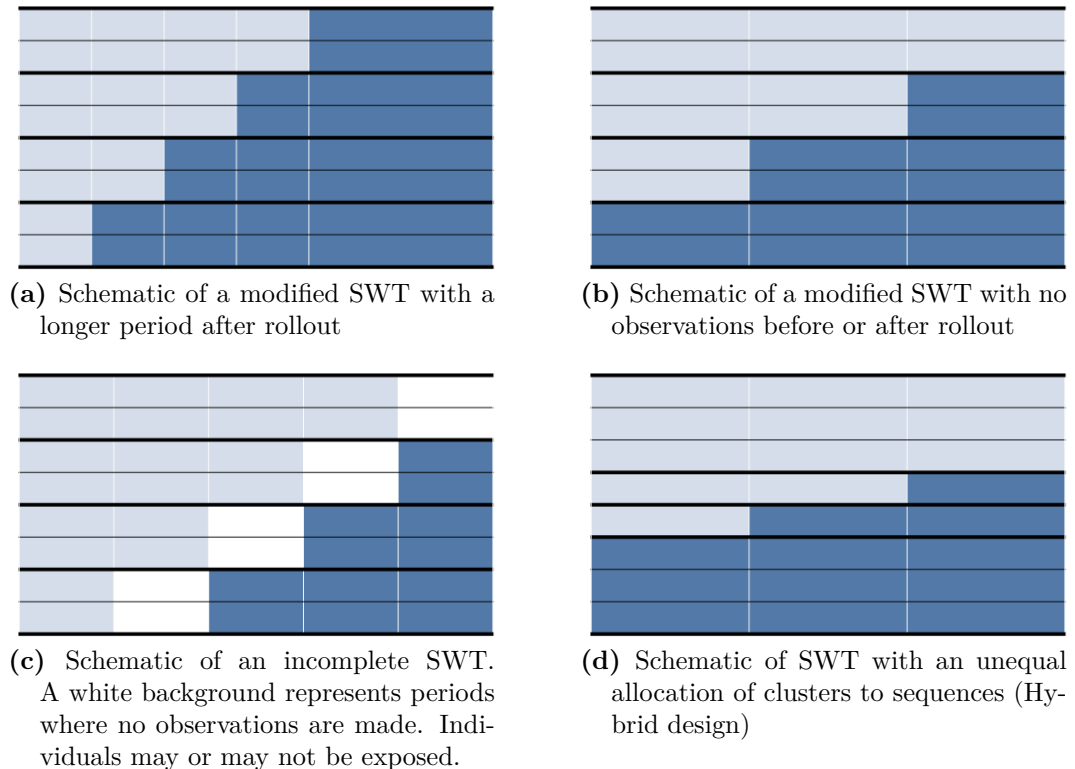 (a) Schematic of a modified SWT with a
longer period after rollout
(b) Schematic of a modified SWT with no
observations before or after rollout
(c) Schematic of an incomplete SWT.
A white background represents periods
where no observations are made. Indi-
viduals may or may not be exposed.
(d) Schematic of SWT with an unequal
allocation of clusters to sequences (Hy-
brid design)